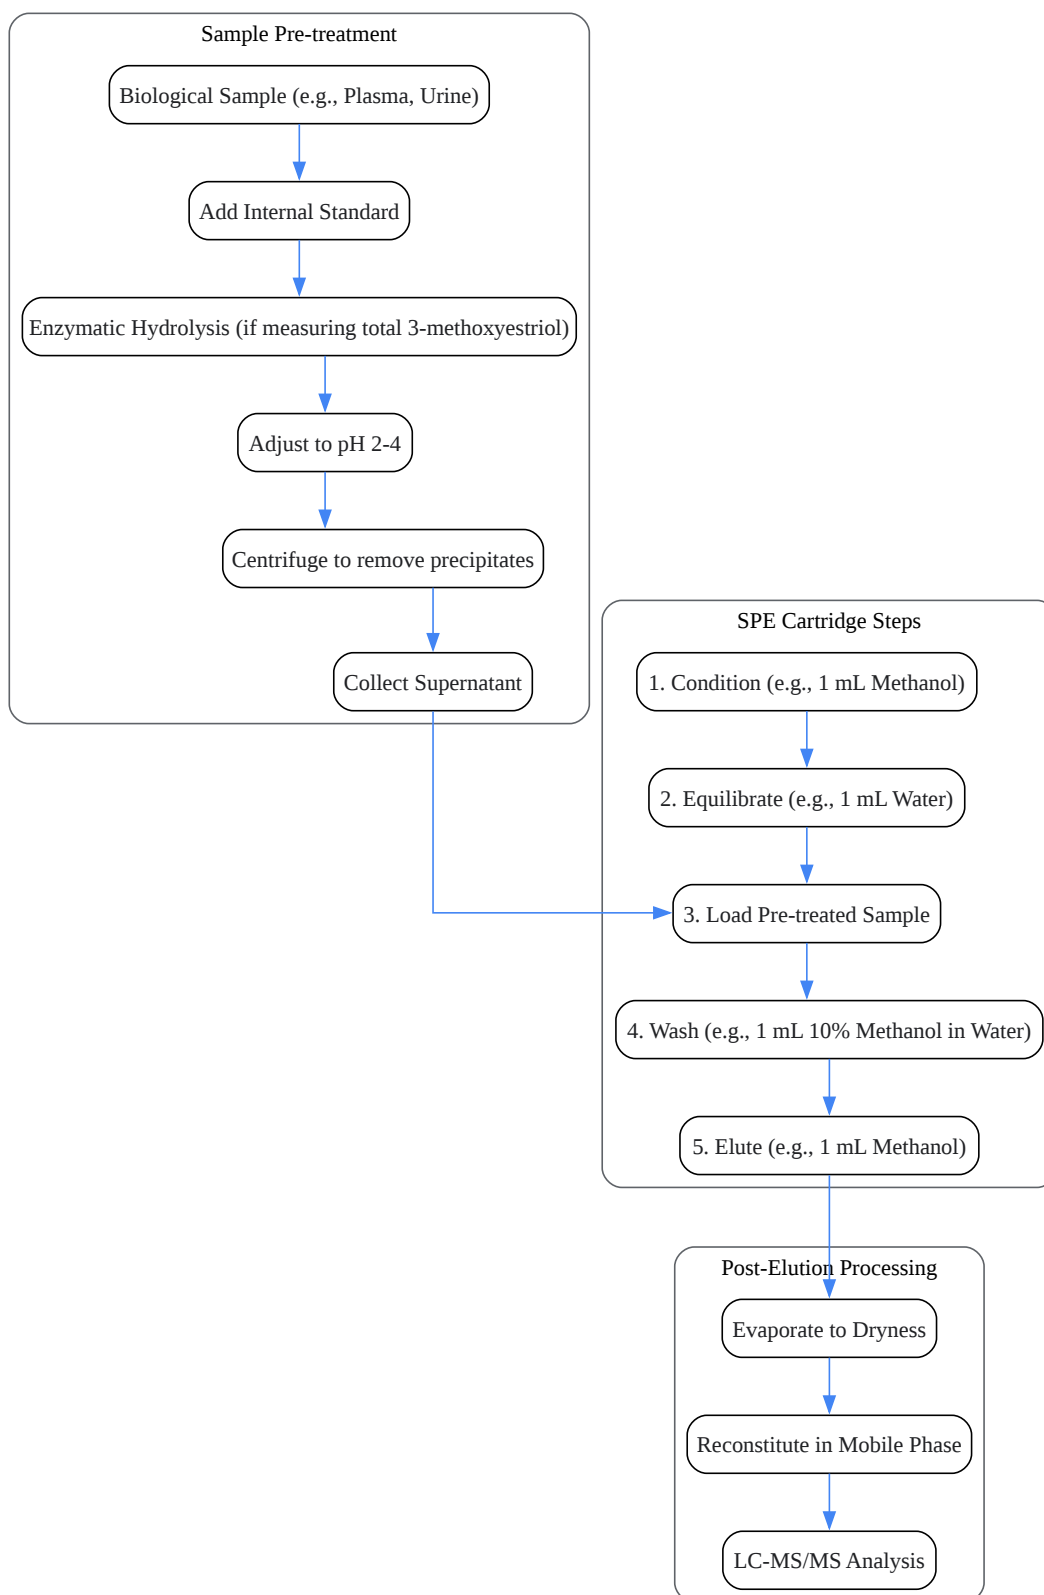 Sample Pre-treatment
Biological Sample (e.g., Plasma, Urine)
Add Internal Standard
Enzymatic Hydrolysis (if measuring total 3-methoxyestriol)
Adjust to pH 2-4
Centrifuge to remove precipitates
Collect Supernatant
SPE Cartridge Steps
1. Condition (e.g., 1 mL Methanol)
2. Equilibrate (e.g., 1 mL Water)
3. Load Pre-treated Sample
4. Wash (e.g., 1 mL 10% Methanol in Water)
5. Elute (e.g., 1 mL Methanol)
Post-Elution Processing
Evaporate to Dryness
Reconstitute in Mobile Phase
LC-MS/MS Analysis